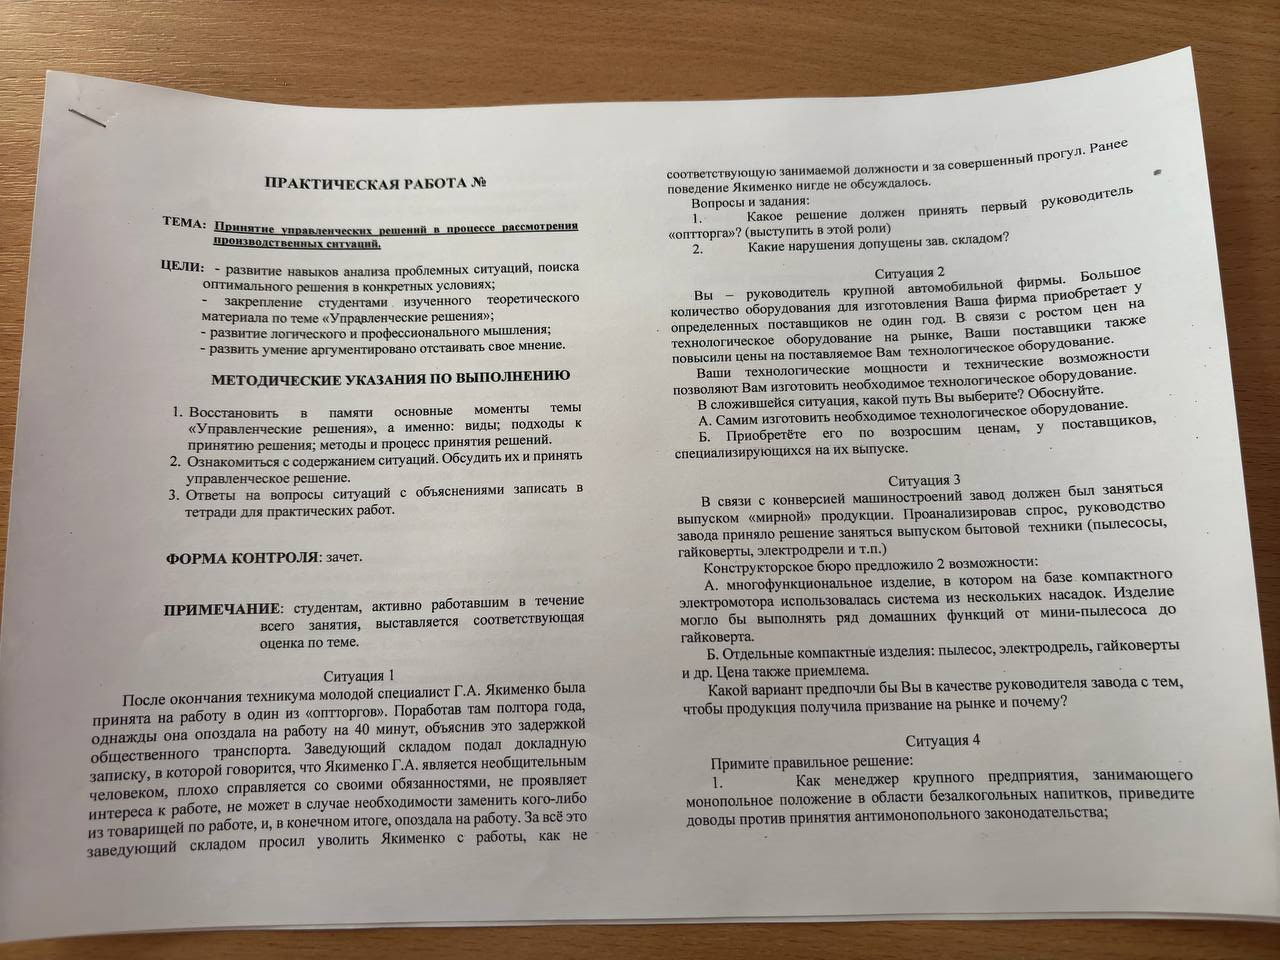 ПРАКТИЧЕСКАЯ РАБОТА №
ТЕМА: Принятие управленческих решений в процессе рассмотрения
производственных ситуаций.
ЦЕЛИ: - развитие навыков анализа проблемных ситуаций, поиска
оптимального решения в конкретных условиях;
- закрепление студентами изученного теоретического
материала по теме «Управленческие решения»;
- развитие логического и профессионального мышления;
- развить умение аргументировано отстаивать свое мнение.
МЕТОДИЧЕСКИЕ УКАЗАНИЯ ПО ВЫПОЛНЕНИЮ
1. Восстановить в памяти основные моменты темы
«Управленческие решения», а именно: виды; подходы к
принятию решения; методы и процесс принятия решений.
2. Ознакомиться с содержанием ситуаций. Обсудить их и принять
управленческое решение.
3. Ответы на вопросы ситуаций с объяснениями записать в
тетради для практических работ.
ФОРМА КОНТРОЛЯ: зачет.
ПРИМЕЧАНИЕ: студентам, активно работавшим в течение
всего занятия, выставляется соответствующая
оценка по теме.
Ситуация 1
После окончания техникума молодой специалист Г.А. Якименко была
принята на работу в один из «оптторгов». Поработав там полтора года,
однажды она опоздала на работу на 40 минут, объяснив это задержкой
общественного транспорта. Заведующий складом подал докладную
записку, в которой говорится, что Якименко Г.А. является необщительным
человеком, плохо справляется со своими обязанностями, не проявляет
интереса к работе, не может в случае необходимости заменить кого-либо
из товарищей по работе, и, в конечном итоге, опоздала на работу. За всё это
заведующий складом просил уволить Якименко с работы, как не
соответствующую занимаемой должности и за совершенный прогул. Ранее
поведение Якименко нигде не обсуждалось.
Вопросы и задания:
1. Какое решение должен принять первый руководитель
«оптторга»? (выступить в этой роли)
2. Какие нарушения допущены зав. складом?
Ситуация 2
Вы – руководитель крупной автомобильной фирмы. Большое
количество оборудования для изготовления Ваша фирма приобретает у
определенных поставщиков не один год. В связи с ростом цен на
технологическое оборудование на рынке, Ваши поставщики также
повысили цены на поставляемое Вам технологическое оборудование.
Ваши технологические мощности и технические возможности
позволяют Вам изготовить необходимое технологическое оборудование.
В сложившейся ситуация, какой путь Вы выберите? Обоснуйте.
А. Самим изготовить необходимое технологическое оборудование.
Б. Приобретёте его по возросшим ценам, у поставщиков,
специализирующихся на их выпуске.
Ситуация 3
В связи с конверсией машиностроений завод должен был заняться
выпуском «мирной» продукции. Проанализировав спрос, руководство
завода приняло решение заняться выпуском бытовой техники (пылесосы,
гайковерты, электродрели и т.п.)
Конструкторское бюро предложило 2 возможности:
А. многофункциональное изделие, в котором на базе компактного
электромотора использовалась система из нескольких насадок. Изделие
могло бы выполнять ряд домашних функций от мини-пылесоса до
гайковерта.
Б. Отдельные компактные изделия: пылесос, электродрель, гайковерты
и др. Цена также приемлема.
Какой вариант предпочли бы Вы в качестве руководителя завода с тем,
чтобы продукция получила призвание на рынке и почему?
Ситуация 4
Примите правильное решение:
1. Как менеджер крупного предприятия, занимающего
монопольное положение в области безалкогольных напитков, приведите
доводы против принятия антимонопольного законодательства;